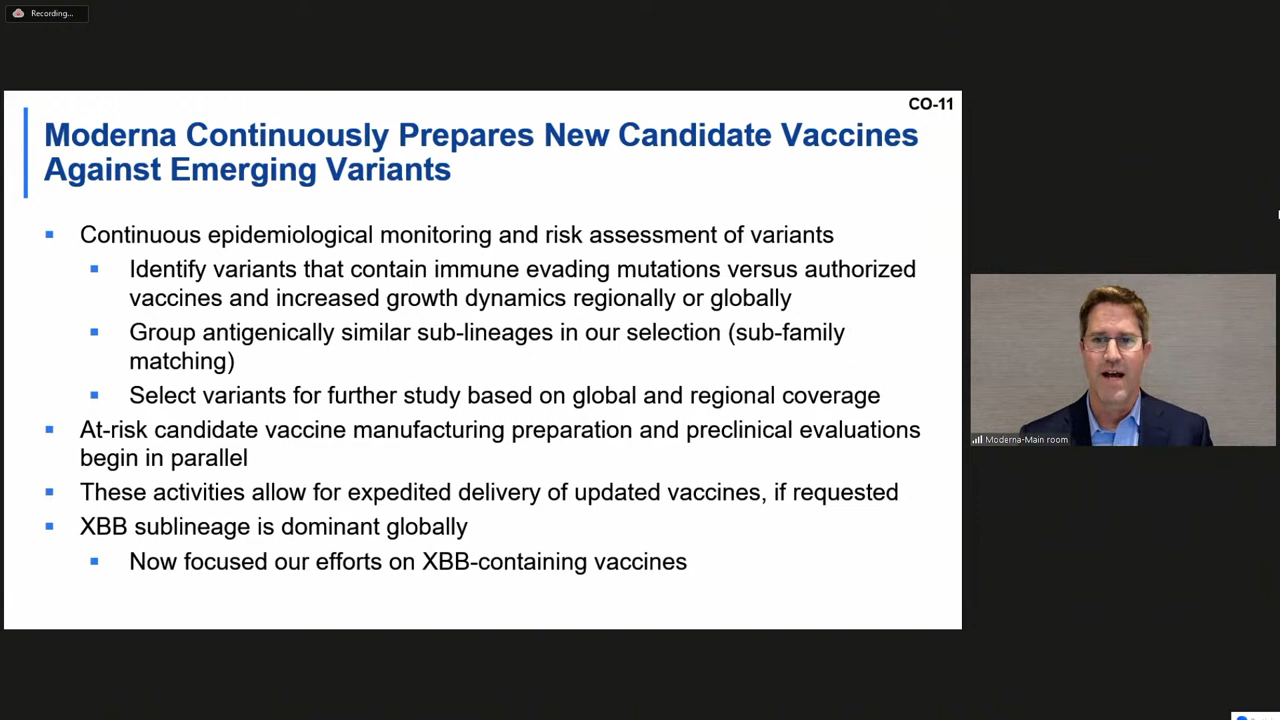 Recording...
CO-11
Moderna Continuously Prepares New Candidate Vaccines
Against Emerging Variants
Continuous epidemiological monitoring and risk assessment of variants
Identify variants that contain immune evading mutations versus authorized
vaccines and increased growth dynamics regionally or globally
Group antigenically similar sub-lineages in our selection (sub-family
matching)
Select variants for further study based on global and regional coverage
At-risk candidate vaccine manufacturing preparation and preclinical evaluations
begin in parallel
These activities allow for expedited delivery of updated vaccines, if requested
XBB sublineage is dominant globally
Now focused our efforts on XBB-containing vaccines
Moderna-Main room